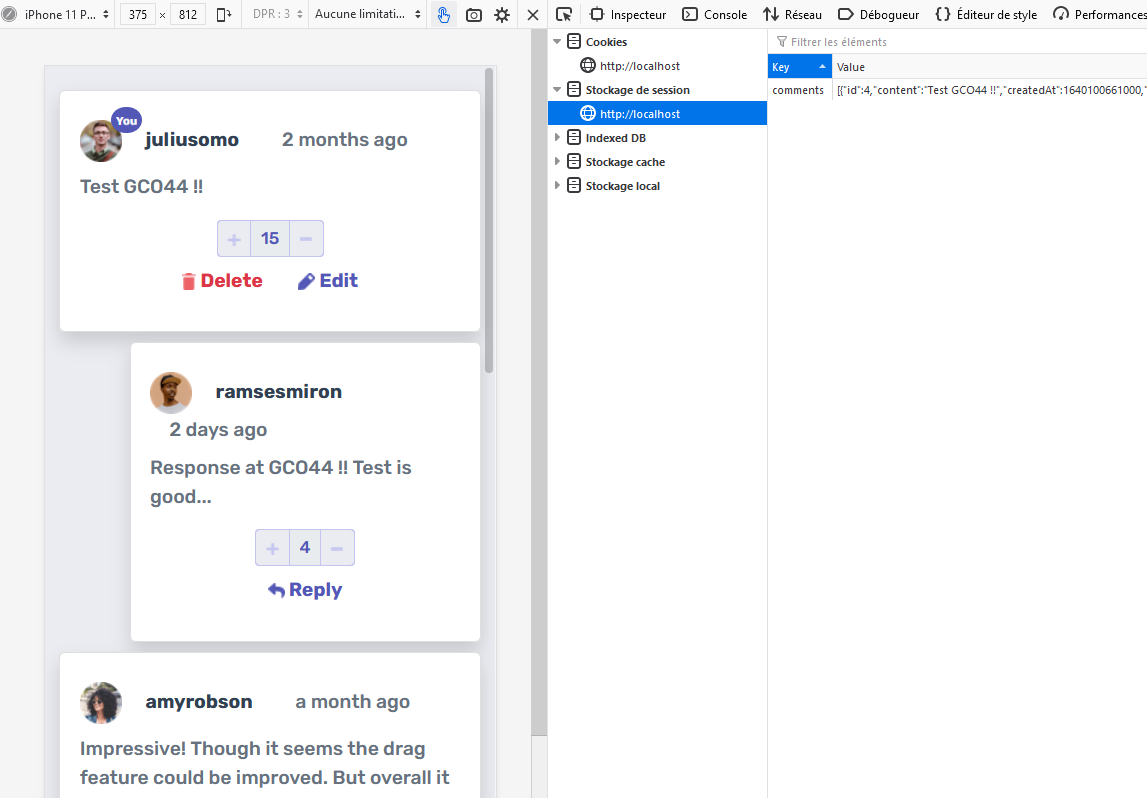 iPhone 11 P...
375 × 812
DPR : 3
Aucune limitati...
Inspecteur
Console
Réseau
Débogueur
Éditeur de style
Performances
You
juliusomo
2 months ago
Test GCO44 !!
+ 15 −
Delete
Edit
ramsesmiron
2 days ago
Response at GCO44 !! Test is
good...
+ 4 −
Reply
amyrobson
a month ago
Impressive! Though it seems the drag
feature could be improved. But overall it
Cookies
http://localhost
Stockage de session
http://localhost
Indexed DB
Stockage cache
Stockage local
Filtrer les éléments
Key
Value
comments
[{"id":4,"content":"Test GCO44 !!","createdAt":1640100661000,"